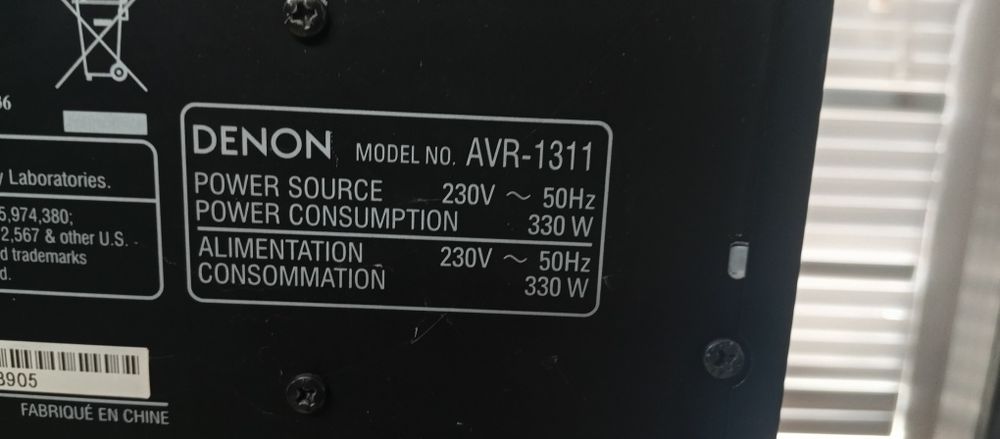 36
y Laboratories.
5,974,380;
2,567 & other U.S. -
d trademarks
d.
DENON MODEL NO. AVR-1311
POWER SOURCE 230V ~ 50Hz
POWER CONSUMPTION 330 W
ALIMENTATION 230V ~ 50Hz
CONSOMMATION 330 W
3905
FABRIQUÉ EN CHINE